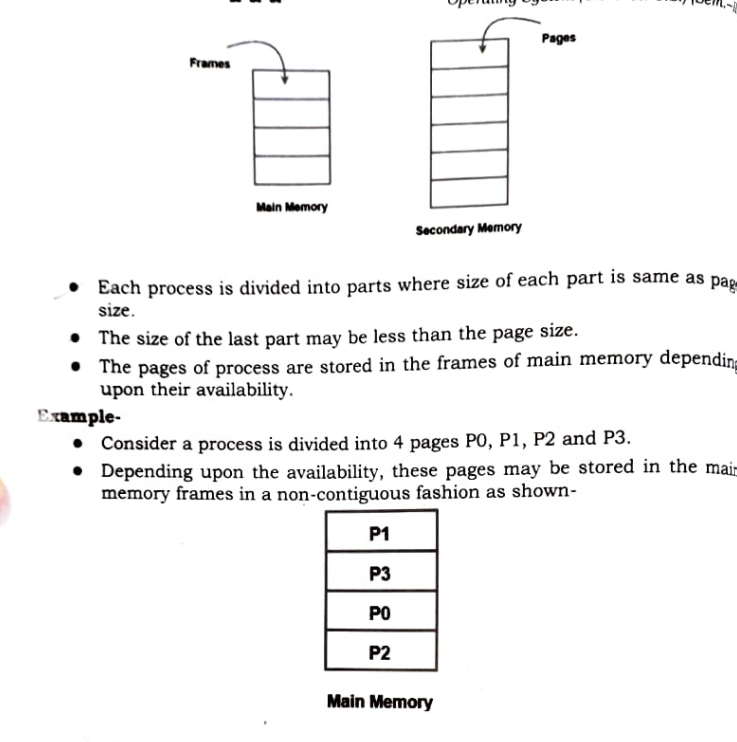 Pages
Frames
Main Memory
Secondary Memory
• Each process is divided into parts where size of each part is same as
size.
• The size of the last part may be less than the page size.
• The pages of process are stored in the frames of main memory
upon their availability.
Example-
• Consider a process is divided into 4 pages P0, P1, P2 and P3.
• Depending upon the availability, these pages may be stored in the
memory frames in a non-contiguous fashion as shown-
P1
P3
P0
P2
Main Memory